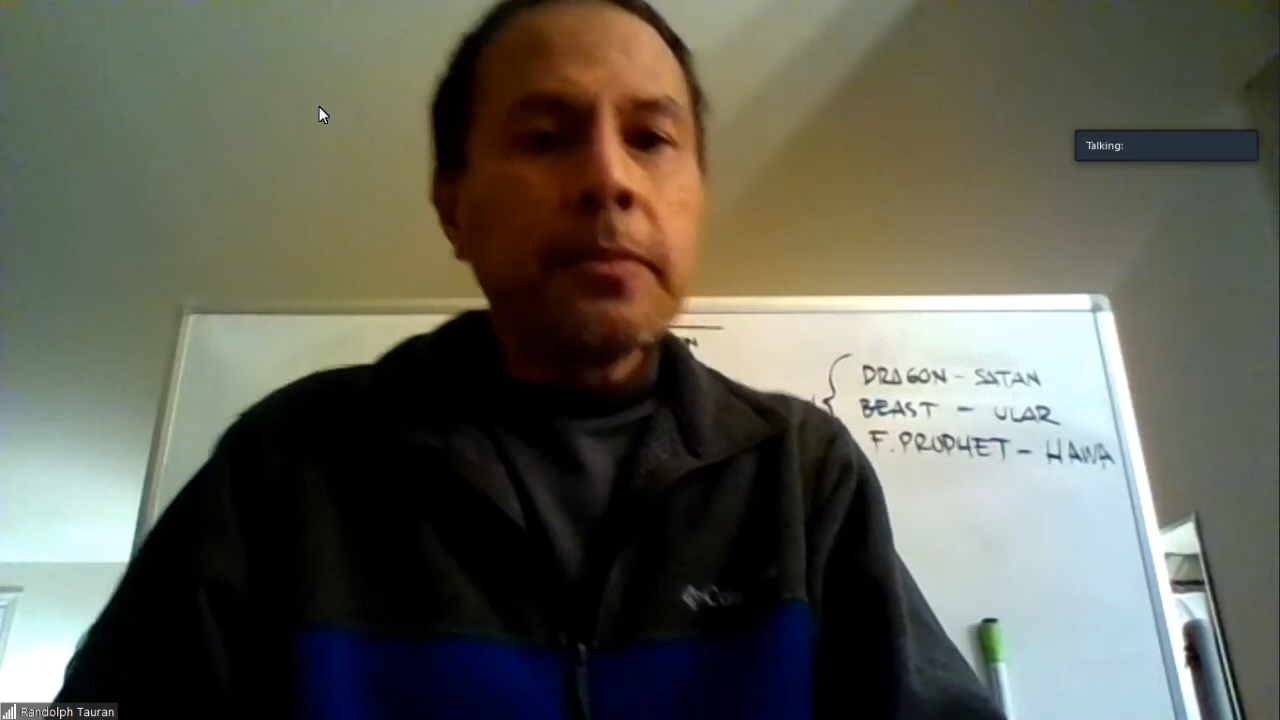 Talking:
DRAGON - SATAN
BEAST - ULAR
F. PROPHET - HAWA
Randolph Tauran